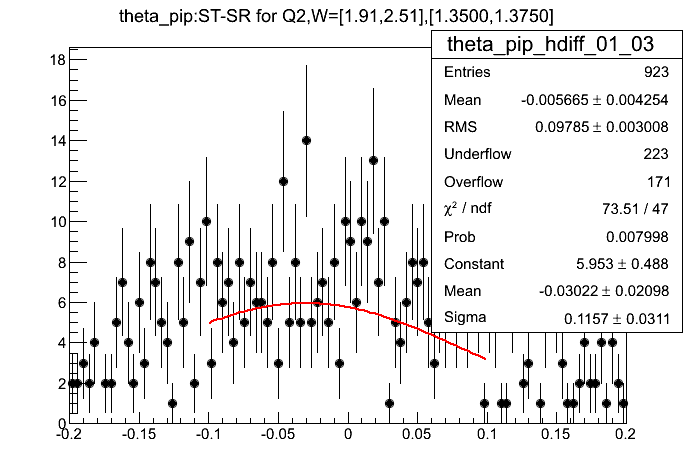 theta_pip:ST-SR for Q2,W=[1.91,2.51],[1.3500,1.3750]
theta_pip_hdiff_01_03
Entries 923
Mean -0.005665 ± 0.004254
RMS 0.09785 ± 0.003008
Underflow 223
Overflow 171
χ² / ndf 73.51 / 47
Prob 0.007998
Constant 5.953 ± 0.488
Mean -0.03022 ± 0.02098
Sigma 0.1157 ± 0.0311
18
16
14
12
10
8
6
4
2
0
-0.2 -0.15 -0.1 -0.05 0 0.05 0.1 0.15 0.2